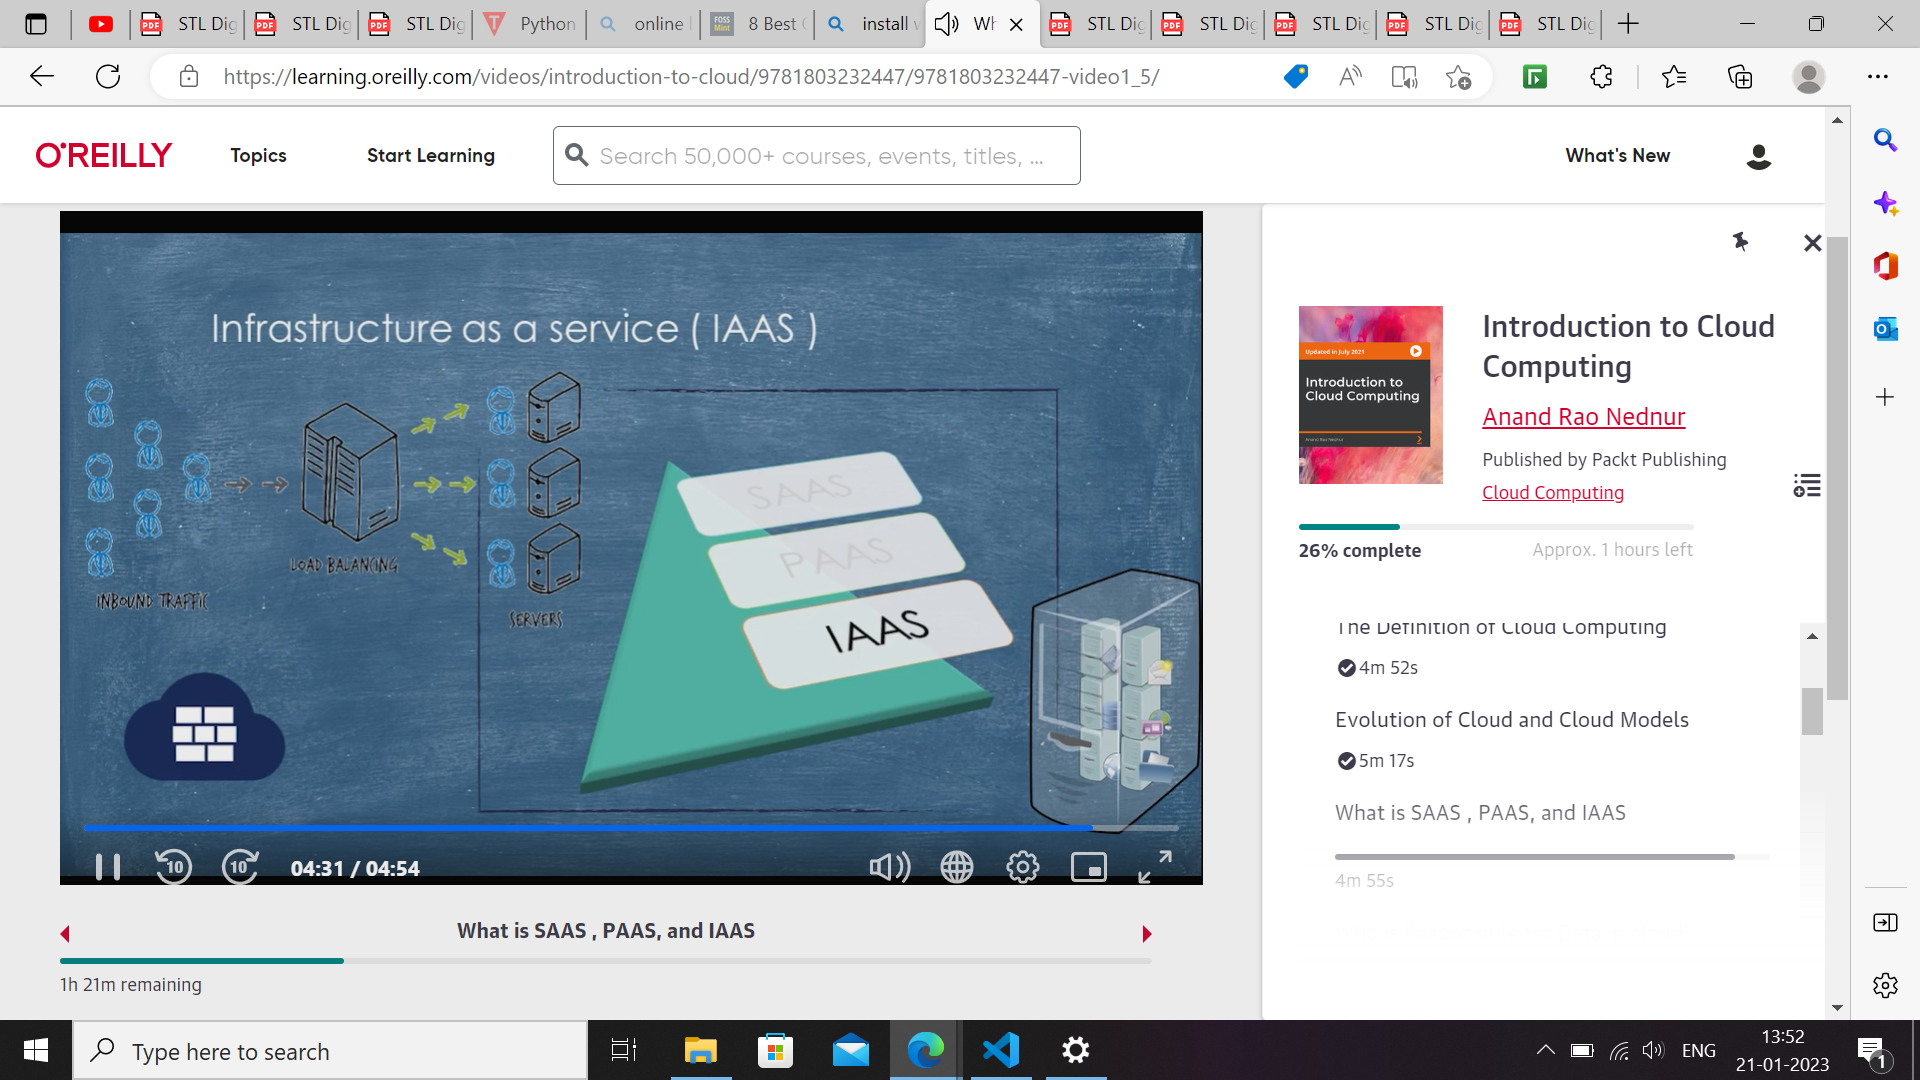 STL Dig
STL Dig
STL Dig
Python
online
8 Best
install
Wh
STL Dig
STL Dig
STL Dig
STL Dig
STL Dig
https://learning.oreilly.com/videos/introduction-to-cloud/9781803232447/9781803232447-video1_5/
O'REILLY
Topics
Start Learning
Search 50,000+ courses, events, titles, ...
What's New
Infrastructure as a service ( IAAS )
LOAD BALANCING
INBOUND TRAFFIC
SERVERS
SAAS
PAAS
IAAS
10
10
04:31 / 04:54
What is SAAS , PAAS, and IAAS
1h 21m remaining
Updated in July 2021
Introduction to
Cloud Computing
Anand Rao Nednur
Introduction to Cloud
Computing
Anand Rao Nednur
Published by Packt Publishing
Cloud Computing
26% complete
Approx. 1 hours left
The Definition of Cloud Computing
4m 52s
Evolution of Cloud and Cloud Models
5m 17s
What is SAAS , PAAS, and IAAS
4m 55s
Type here to search
ENG
13:52
21-01-2023
1